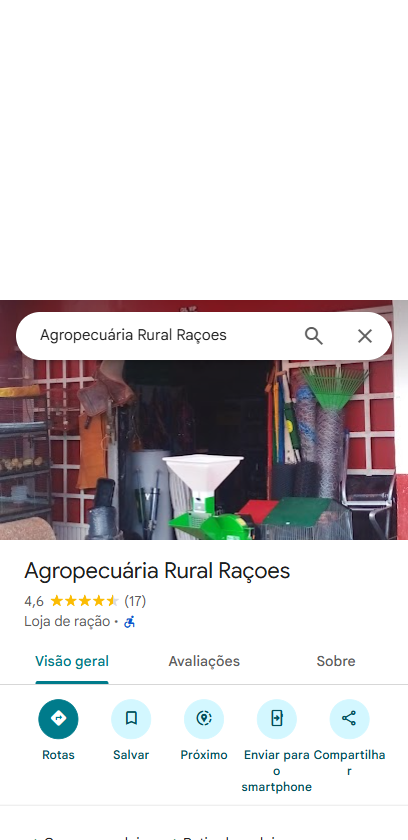 Agropecuária Rural Raçoes
Agropecuária Rural Raçoes
4,6 (17)
Loja de ração ·
Visão geral Avaliações Sobre
Rotas Salvar Próximo Enviar para o smartphone Compartilhar